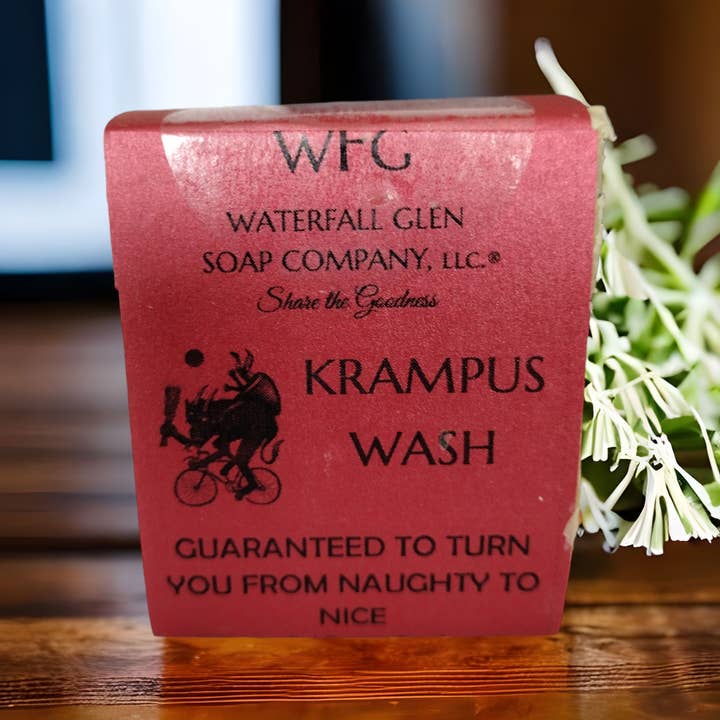 WFG
WATERFALL GLEN
SOAP COMPANY, LLC.®
Share the Goodness
KRAMPUS
WASH
GUARANTEED TO TURN
YOU FROM NAUGHTY TO
NICE